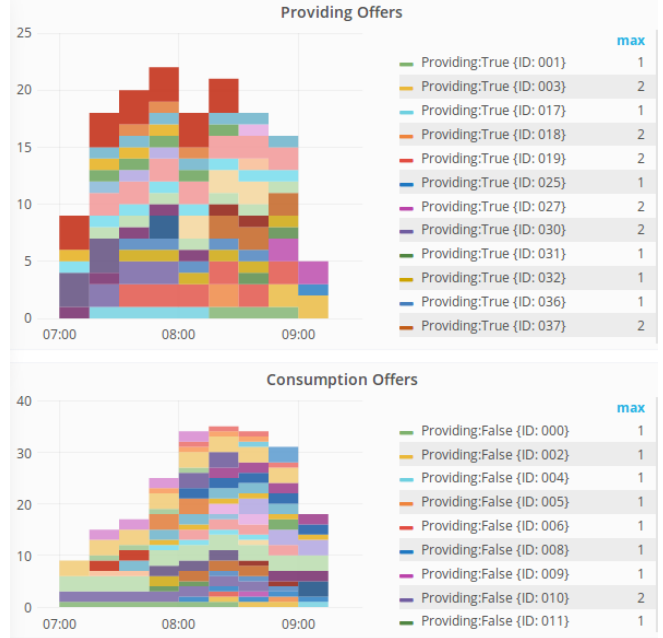 Providing Offers
25
20
15
10
5
0
07:00 08:00 09:00
max
Providing:True {ID: 001} 1
Providing:True {ID: 003} 2
Providing:True {ID: 017} 1
Providing:True {ID: 018} 2
Providing:True {ID: 019} 2
Providing:True {ID: 025} 1
Providing:True {ID: 027} 2
Providing:True {ID: 030} 2
Providing:True {ID: 031} 1
Providing:True {ID: 032} 1
Providing:True {ID: 036} 1
Providing:True {ID: 037} 2
Consumption Offers
40
30
20
10
0
07:00 08:00 09:00
max
Providing:False {ID: 000} 1
Providing:False {ID: 002} 1
Providing:False {ID: 004} 1
Providing:False {ID: 005} 1
Providing:False {ID: 006} 1
Providing:False {ID: 008} 1
Providing:False {ID: 009} 1
Providing:False {ID: 010} 2
Providing:False {ID: 011} 1